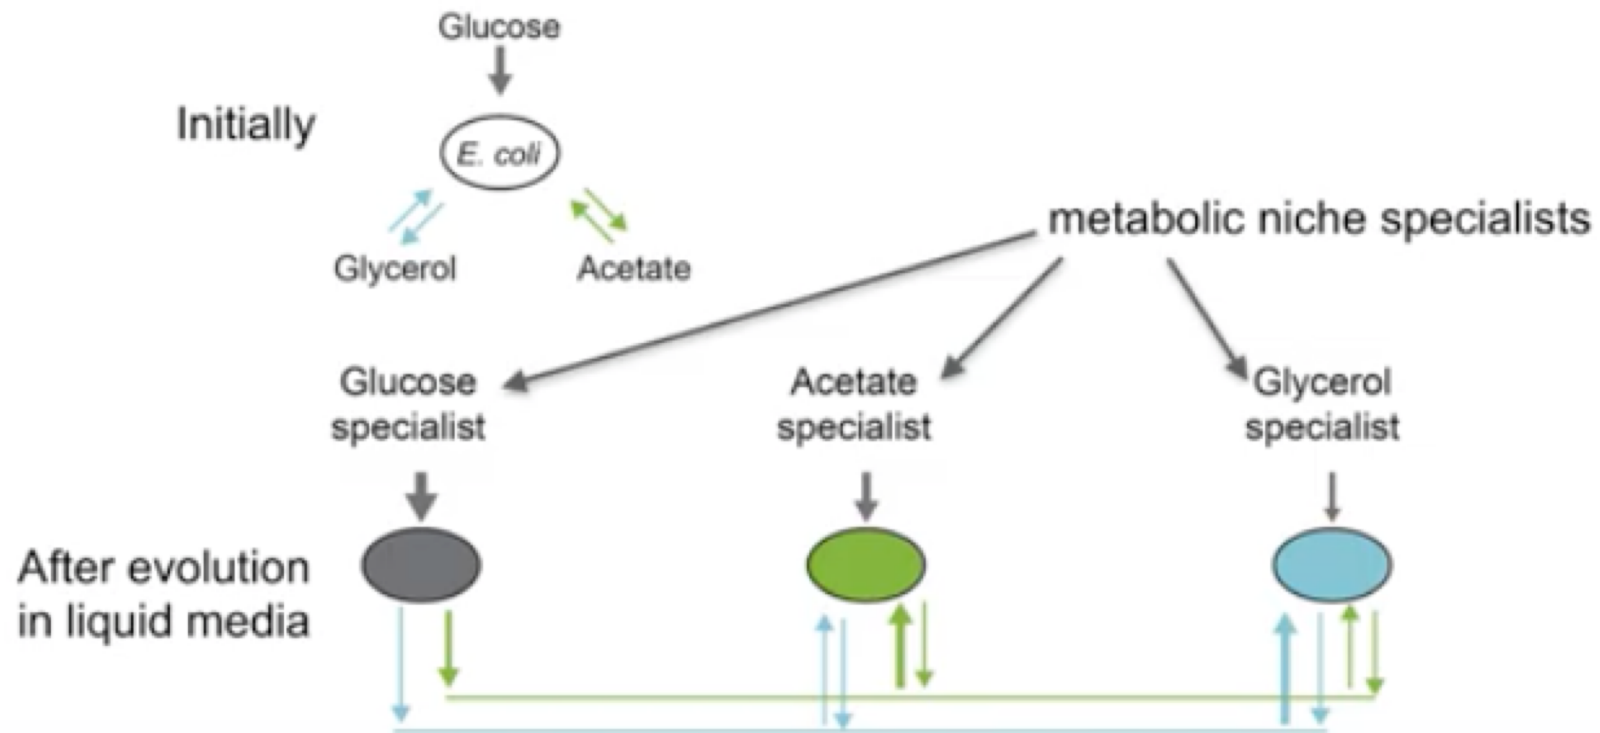 Glucose
Initially
E. coli
metabolic niche specialists
Glycerol
Acetate
Glucose
specialist
Acetate
specialist
Glycerol
specialist
After evolution
in liquid media